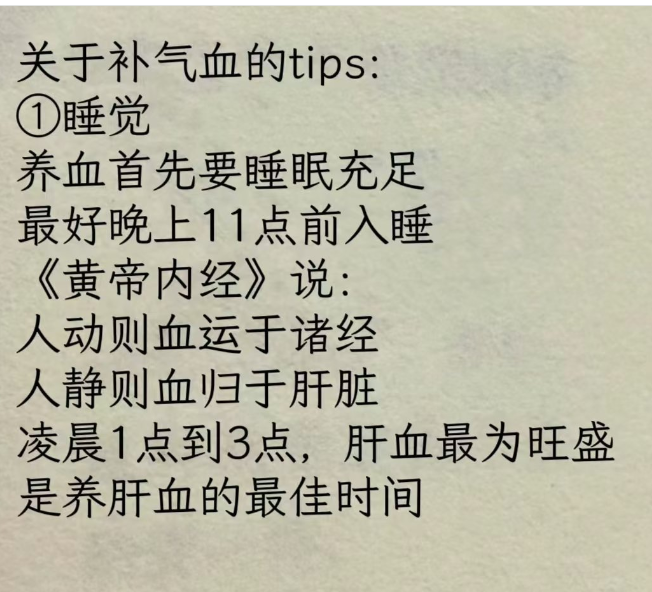 关于补气血的tips:
①睡觉
养血首先要睡眠充足
最好晚上11点前入睡
《黄帝内经》说：
人动则血运于诸经
人静则血归于肝脏
凌晨1点到3点，肝血最为旺盛
是养肝血的最佳时间